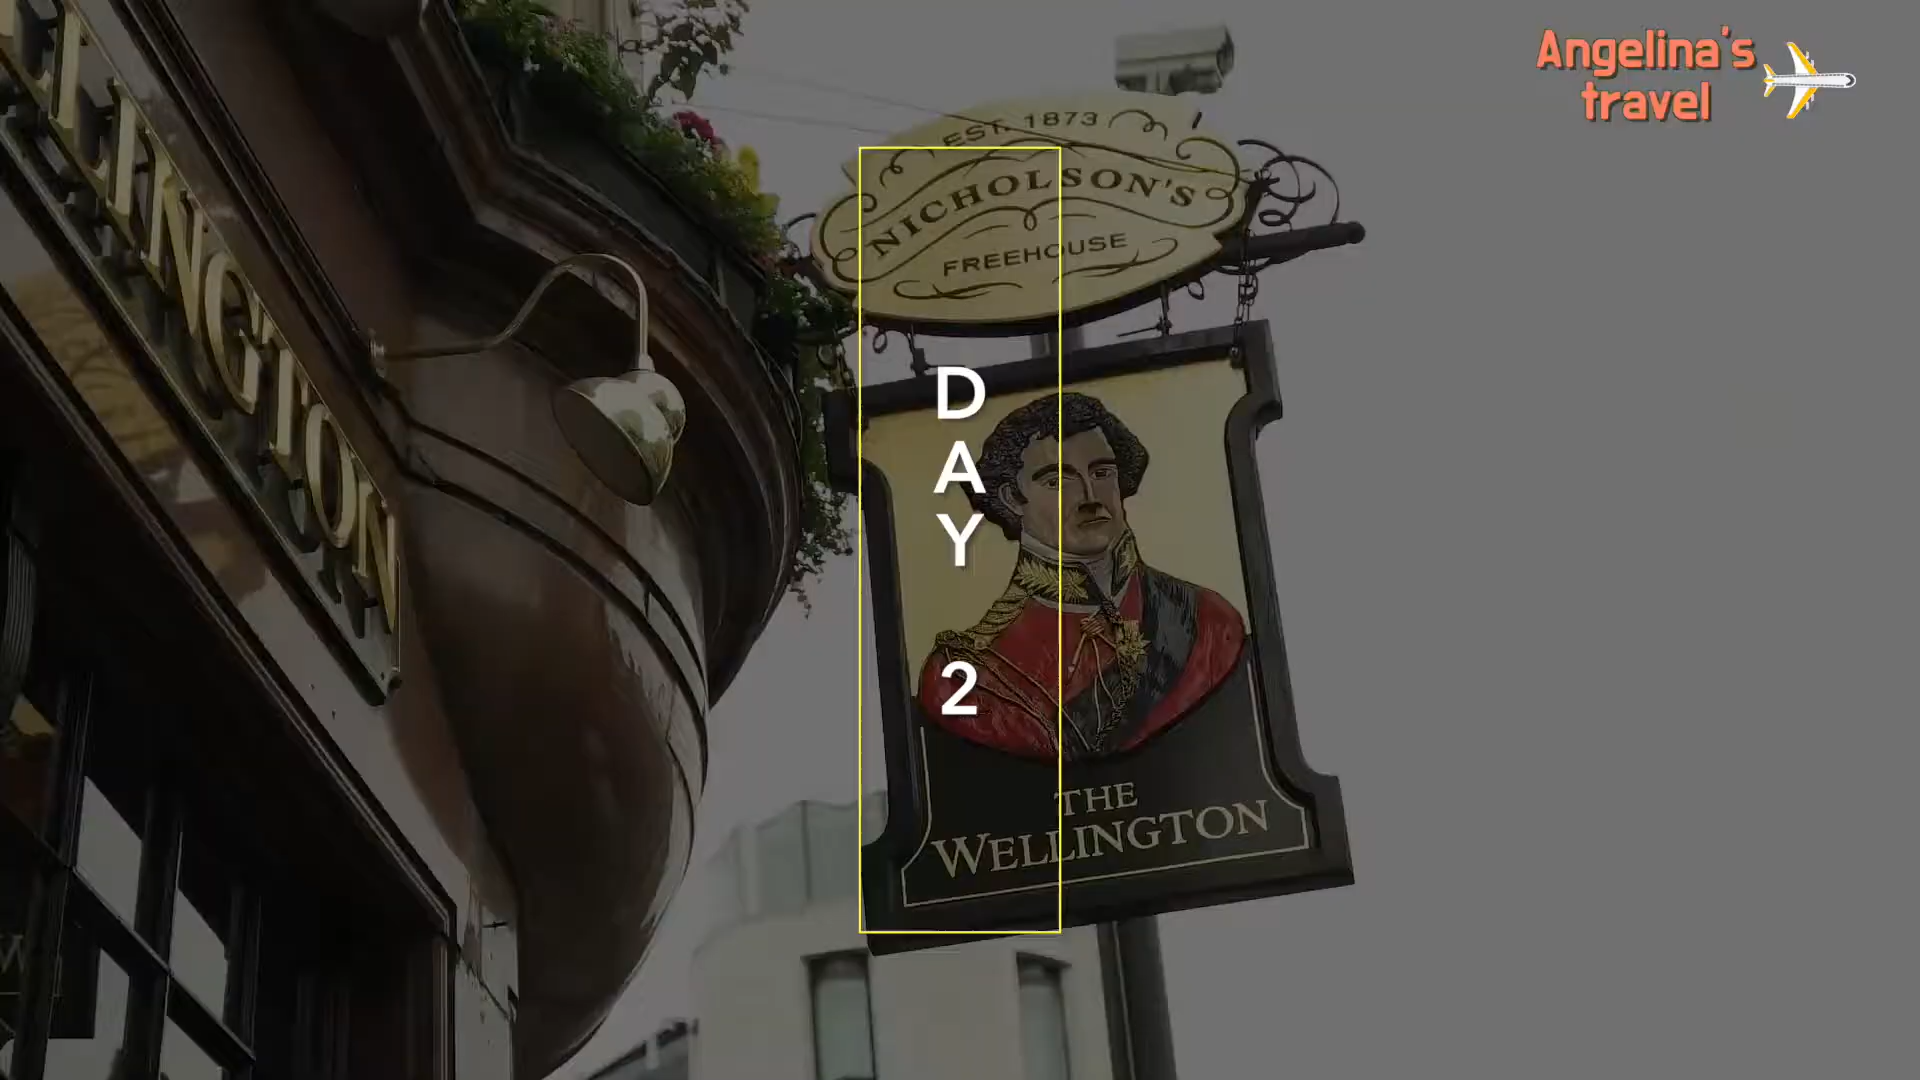 Angelina's
travel
EST. 1873
NICHOLSON'S
FREEHOUSE
LLINGTON
DAY
2
THE
WELLINGTON